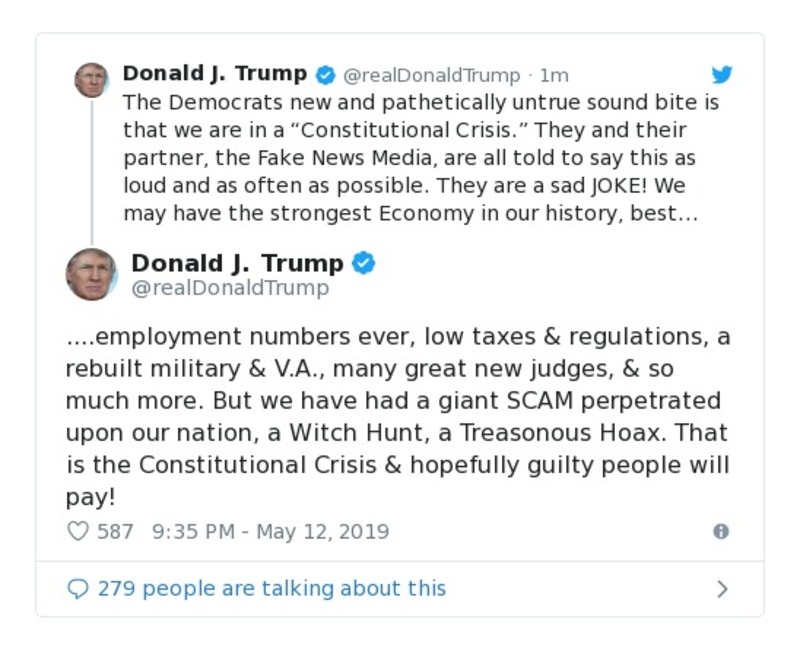 Donald J. Trump @realDonaldTrump · 1m
The Democrats new and pathetically untrue sound bite is
that we are in a “Constitutional Crisis.” They and their
partner, the Fake News Media, are all told to say this as
loud and as often as possible. They are a sad JOKE! We
may have the strongest Economy in our history, best...
Donald J. Trump
@realDonaldTrump
....employment numbers ever, low taxes & regulations, a
rebuilt military & V.A., many great new judges, & so
much more. But we have had a giant SCAM perpetrated
upon our nation, a Witch Hunt, a Treasonous Hoax. That
is the Constitutional Crisis & hopefully guilty people will
pay!
587 9:35 PM - May 12, 2019
279 people are talking about this